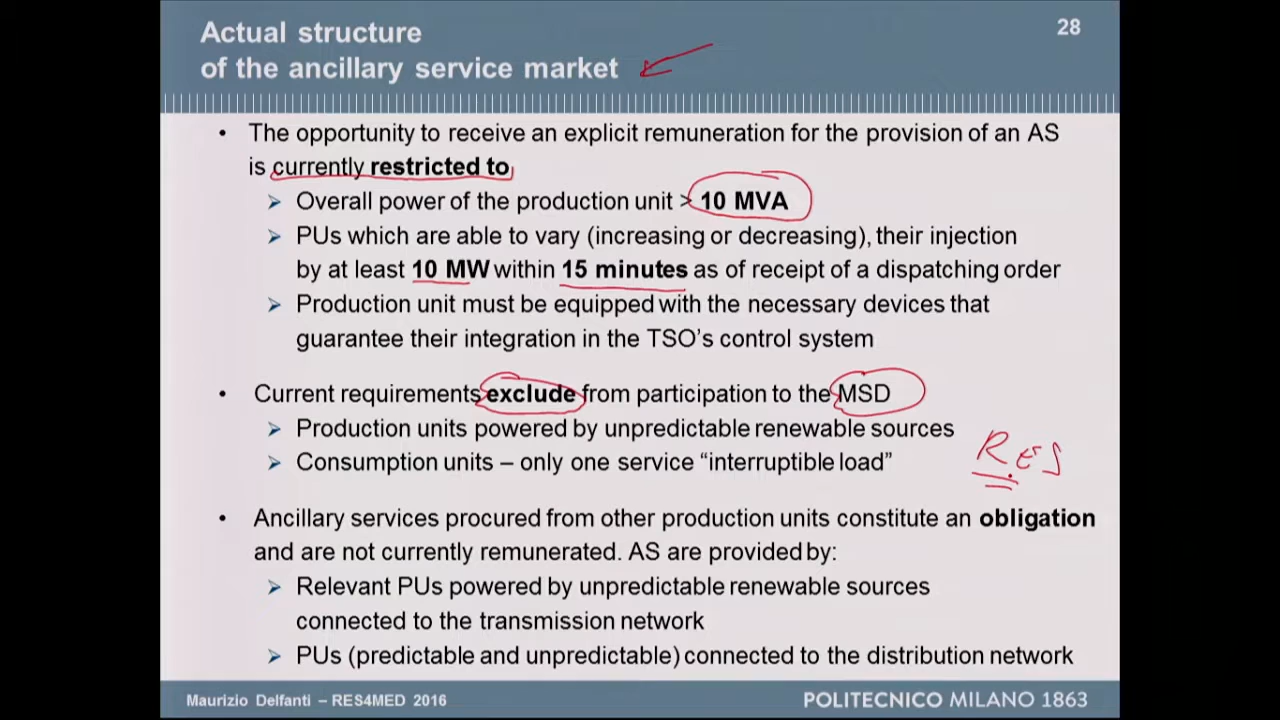 Actual structure
28
of the ancillary service market
• The opportunity to receive an explicit remuneration for the provision of an AS
is currently restricted to
➢ Overall power of the production unit > 10 MVA
➢ PUs which are able to vary (increasing or decreasing), their injection
by at least 10 MW within 15 minutes as of receipt of a dispatching order
➢ Production unit must be equipped with the necessary devices that
guarantee their integration in the TSO's control system
• Current requirements exclude from participation to the MSD
➢ Production units powered by unpredictable renewable sources
➢ Consumption units – only one service “interruptible load”
RES
• Ancillary services procured from other production units constitute an obligation
and are not currently remunerated. AS are provided by:
➢ Relevant PUs powered by unpredictable renewable sources
connected to the transmission network
➢ PUs (predictable and unpredictable) connected to the distribution network
Maurizio Delfanti – RES4MED 2016
POLITECNICO MILANO 1863